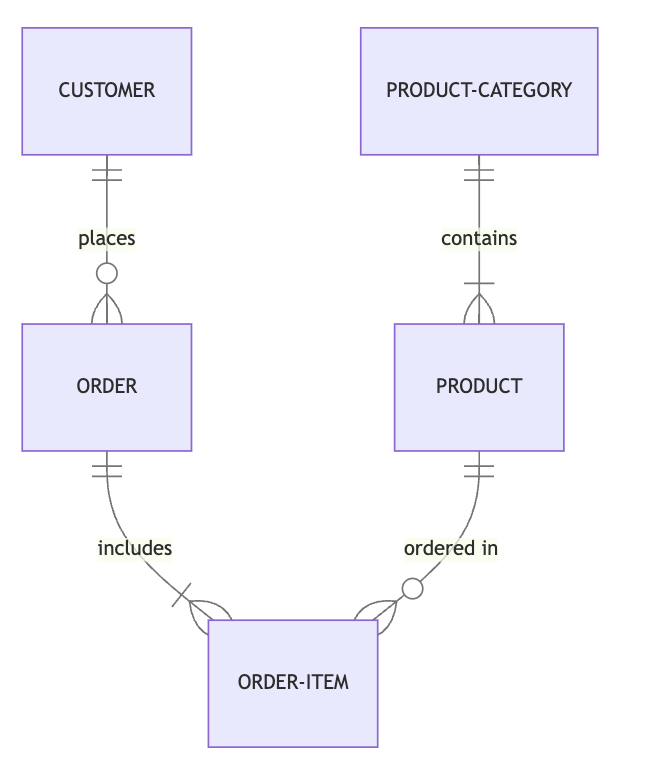 CUSTOMER
PRODUCT-CATEGORY
places
contains
ORDER
PRODUCT
includes
ordered in
ORDER-ITEM